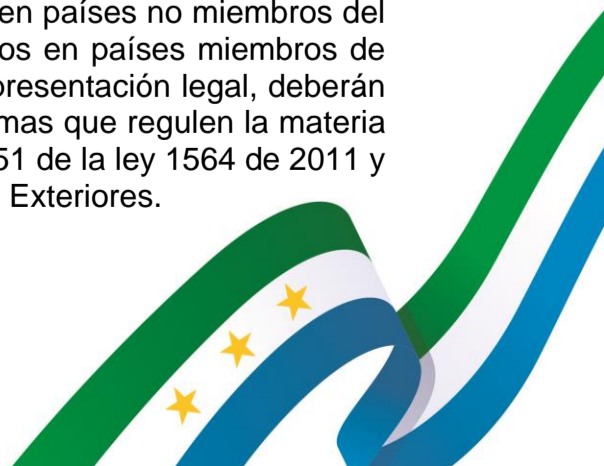 en países no miembros del
os en países miembros de
presentación legal, deberán
mas que regulen la materia
51 de la ley 1564 de 2011 y
Exteriores.